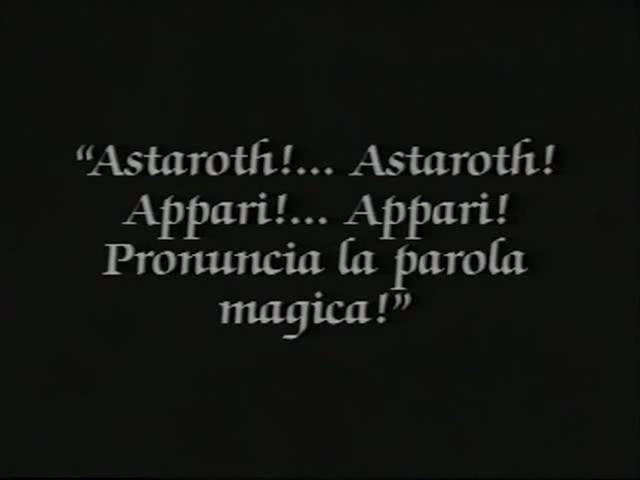 “Astaroth!... Astaroth!
Appari!... Appari!
Pronuncia la parola
magica!”